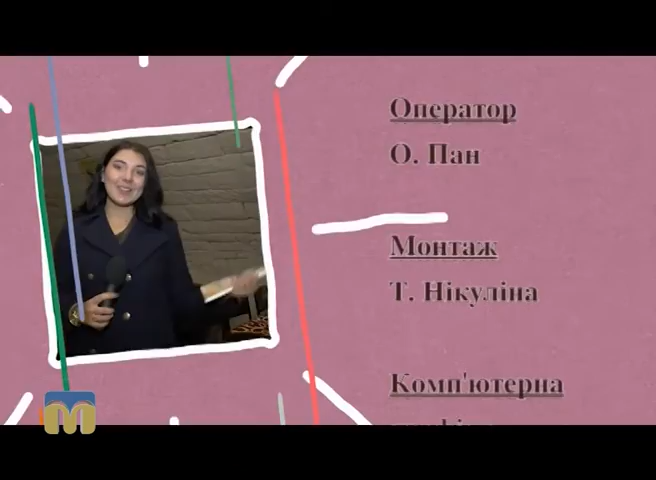 Оператор
О. Пан
Монтаж
Т. Нікуліна
Комп'ютерна